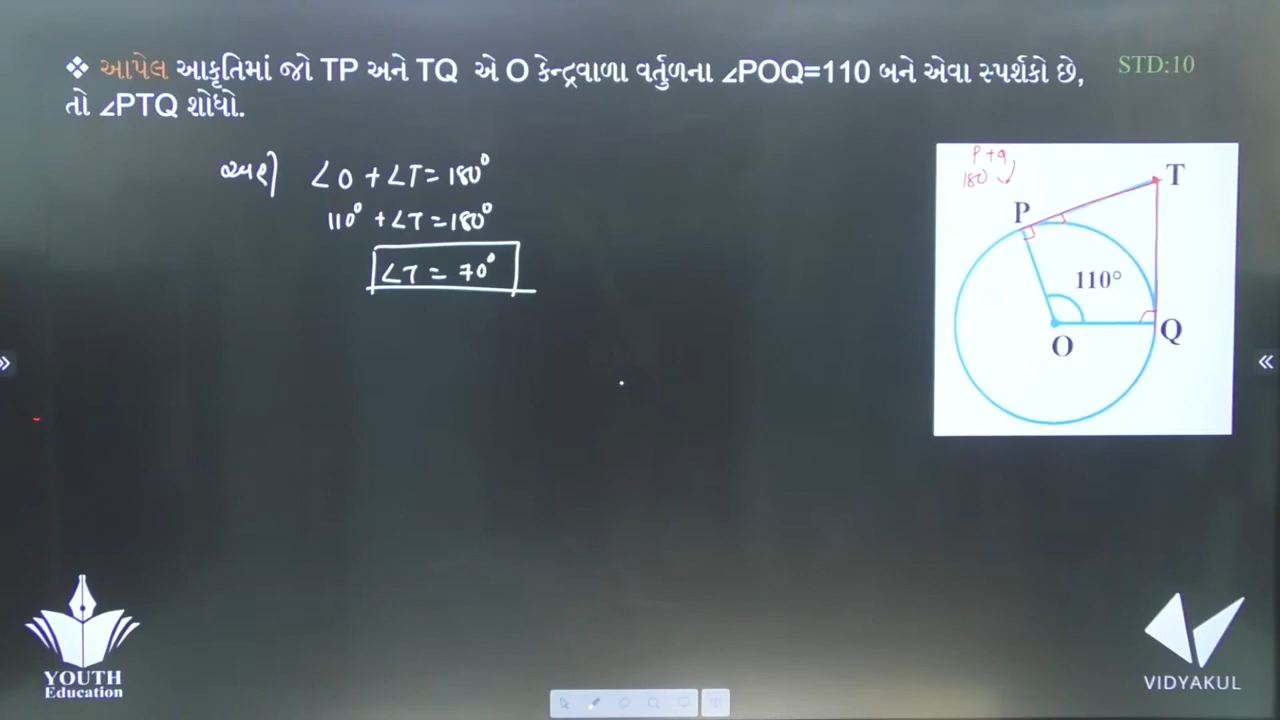 ❖ આપેલ આકૃતિમાં જો TP અને TQ એ O કેન્દ્રવાળા વર્તુળના ∠POQ=110 બને એવા સ્પર્શકો છે,
તો ∠PTQ શોધો.
STD:10
∠O + ∠T = 180°
110° + ∠T = 180°
∠T = 70°
P + Q
180
T
P
110°
O
Q
YOUTH
Education
VIDYAKUL